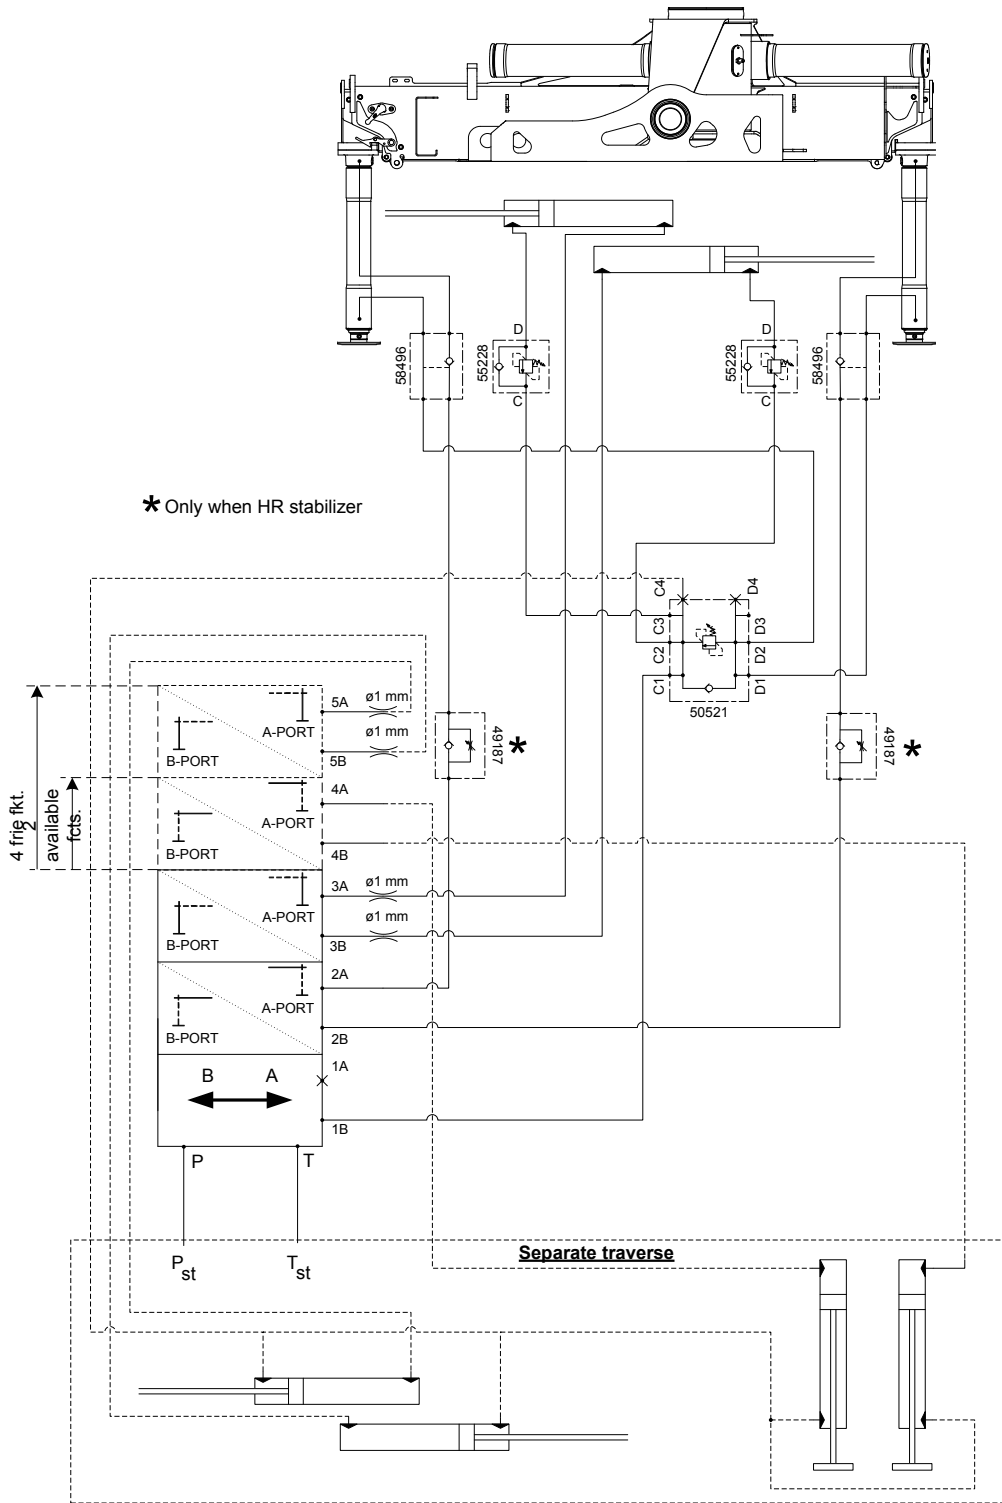 D
D
58496
55228
55228
58496
C
C
* Only when HR stabilizer
C4
D4
C3
D3
C2
D2
C1
D1
50521
5A
ø1 mm
A-PORT
ø1 mm
B-PORT
5B
49187
*
49187
*
4A
A-PORT
B-PORT
4B
4 frie fkt.
2
available
fcts.
3A
ø1 mm
A-PORT
ø1 mm
B-PORT
3B
2A
A-PORT
B-PORT
2B
1A
B A
1B
P T
Pst Tst
Separate traverse